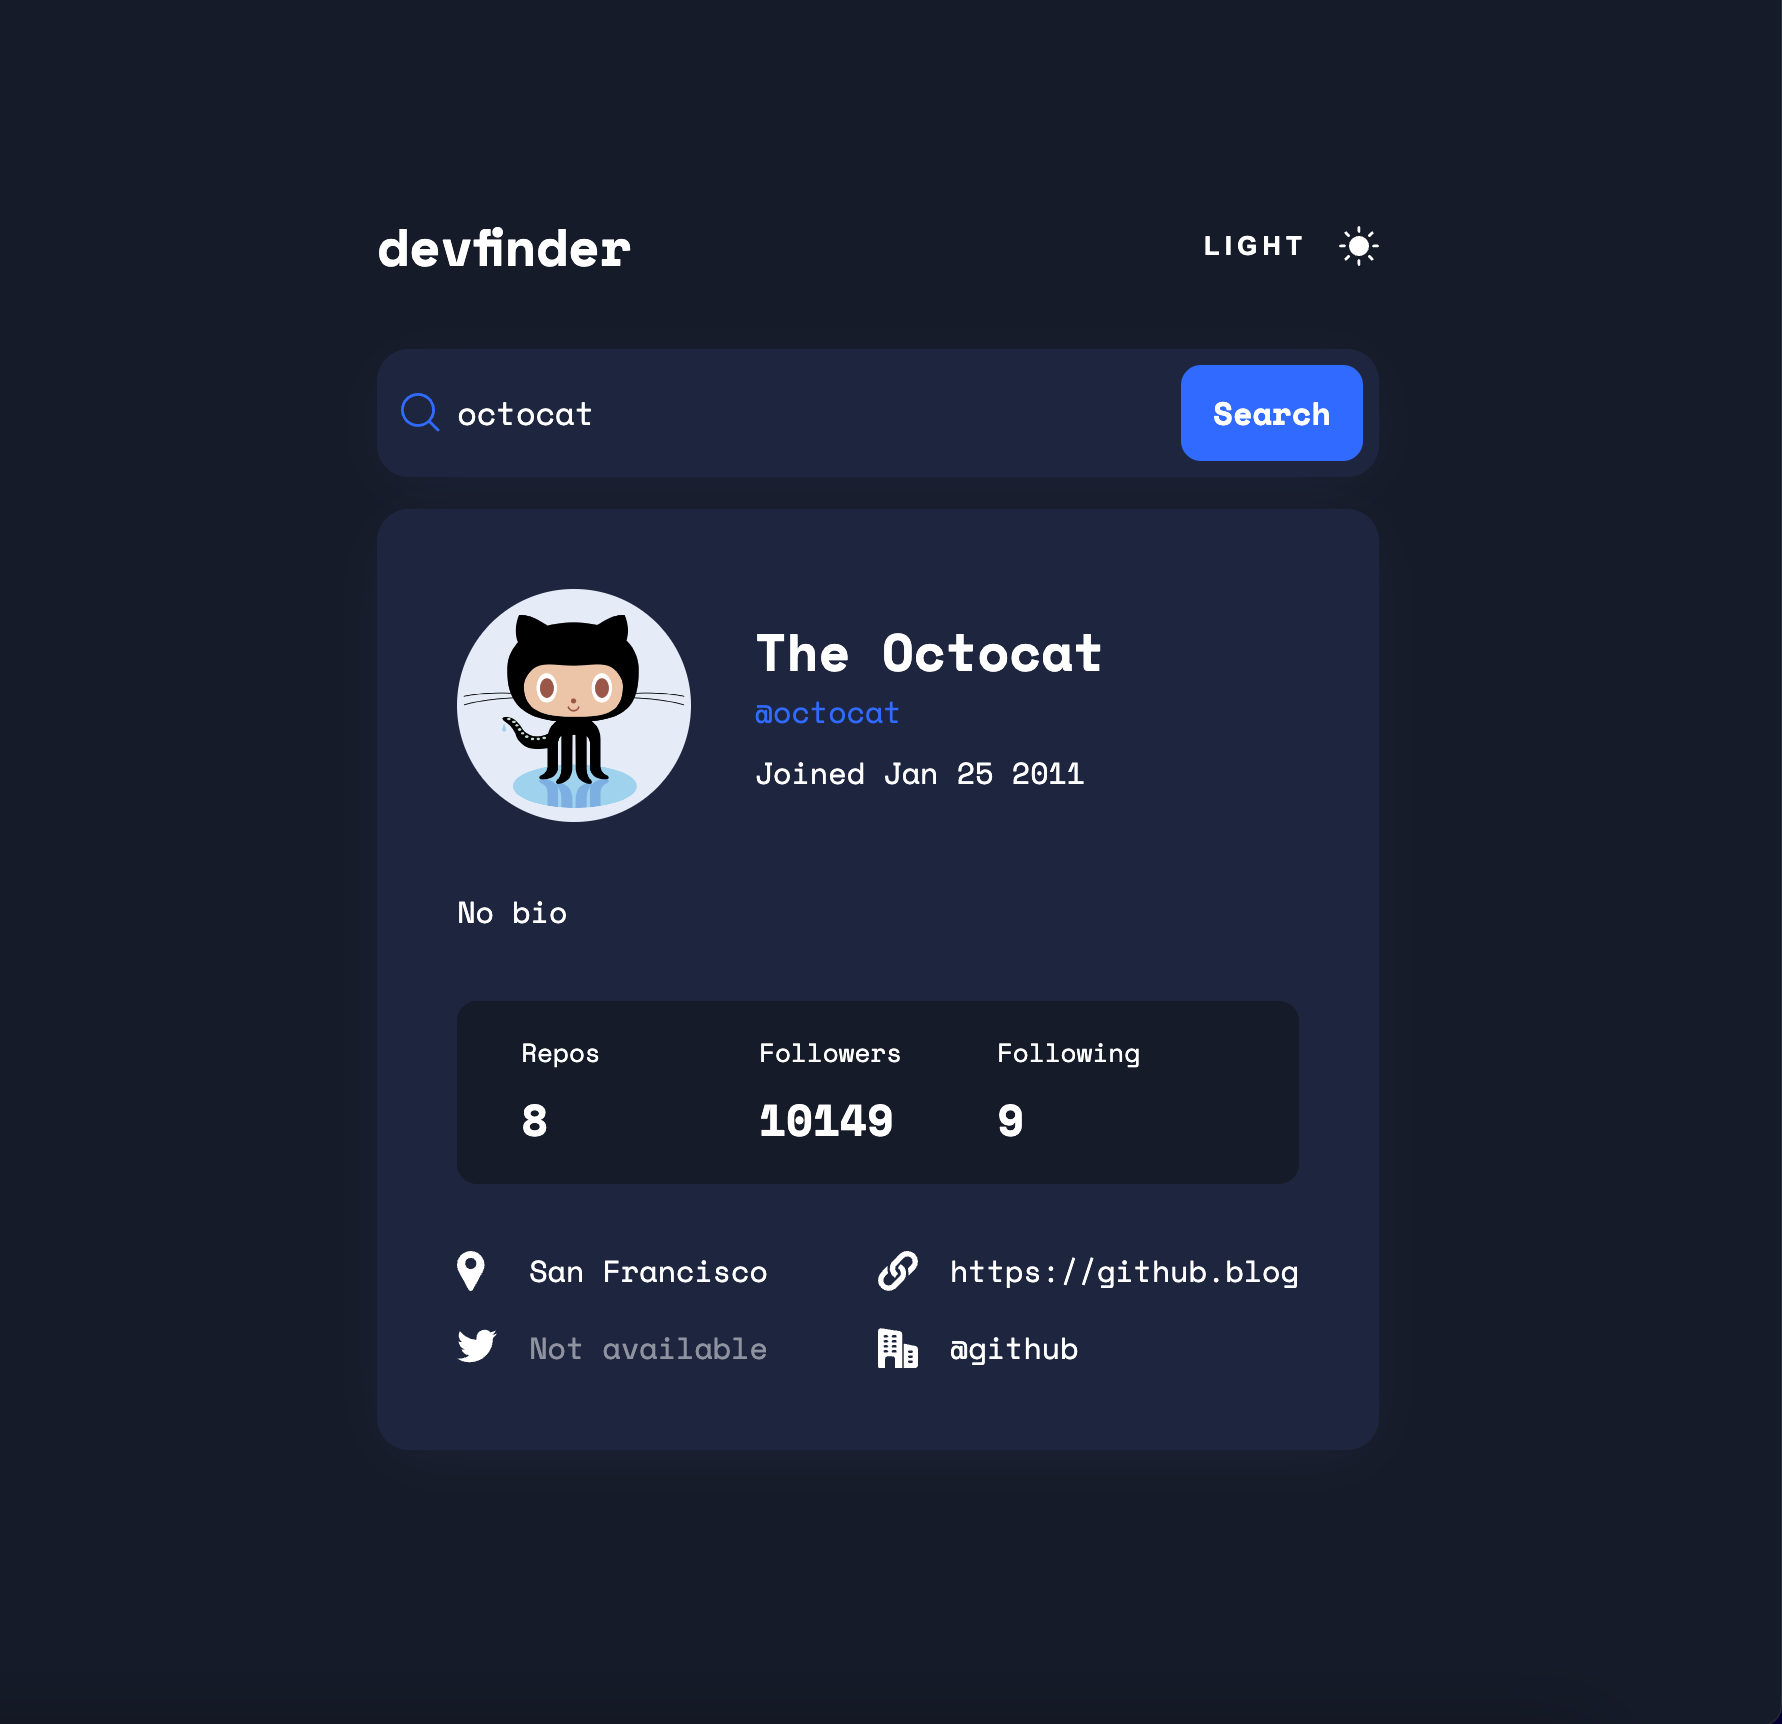 devfinder
LIGHT
octocat
Search
The Octocat
@octocat
Joined Jan 25 2011
No bio
Repos Followers Following
8 10149 9
San Francisco https://github.blog
Not available @github